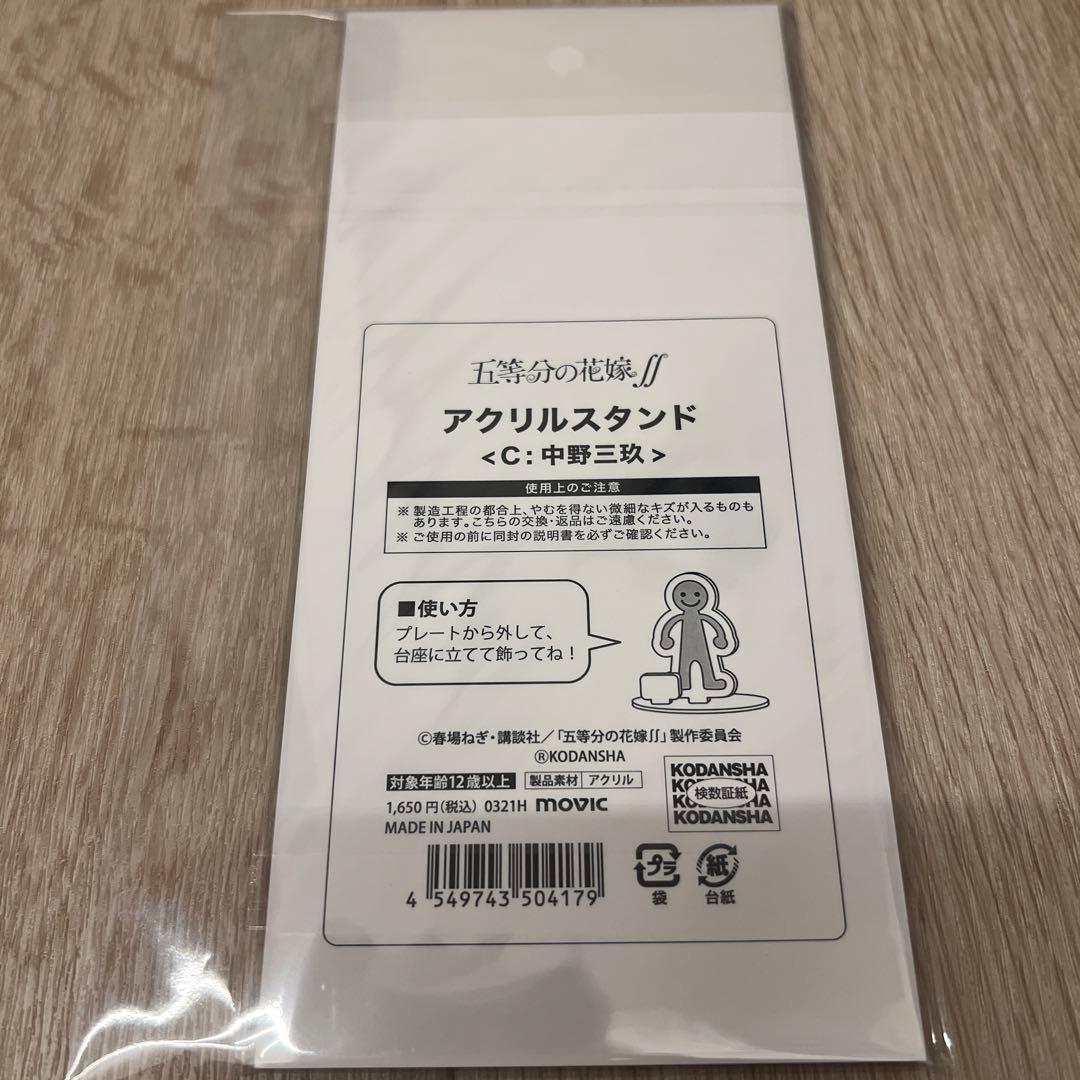 五等分の花嫁∬
アクリルスタンド
<C:中野三玖>
使用上のご注意
※ 製造工程の都合上、やむを得ない微細なキズが入るものも
あります。こちらの交換・返品はご遠慮ください。
※ ご使用の前に同封の説明書を必ずご確認ください。
■使い方
プレートから外して、
台座に立てて飾ってね！
©春場ねぎ・講談社／「五等分の花嫁∬」製作委員会
®KODANSHA
対象年齢12歳以上 製品素材 アクリル
1,650円(税込) 0321H movic
MADE IN JAPAN
KODANSHA
検数証紙
KODANSHA
4 549743 504179
プラ 紙
袋 台紙